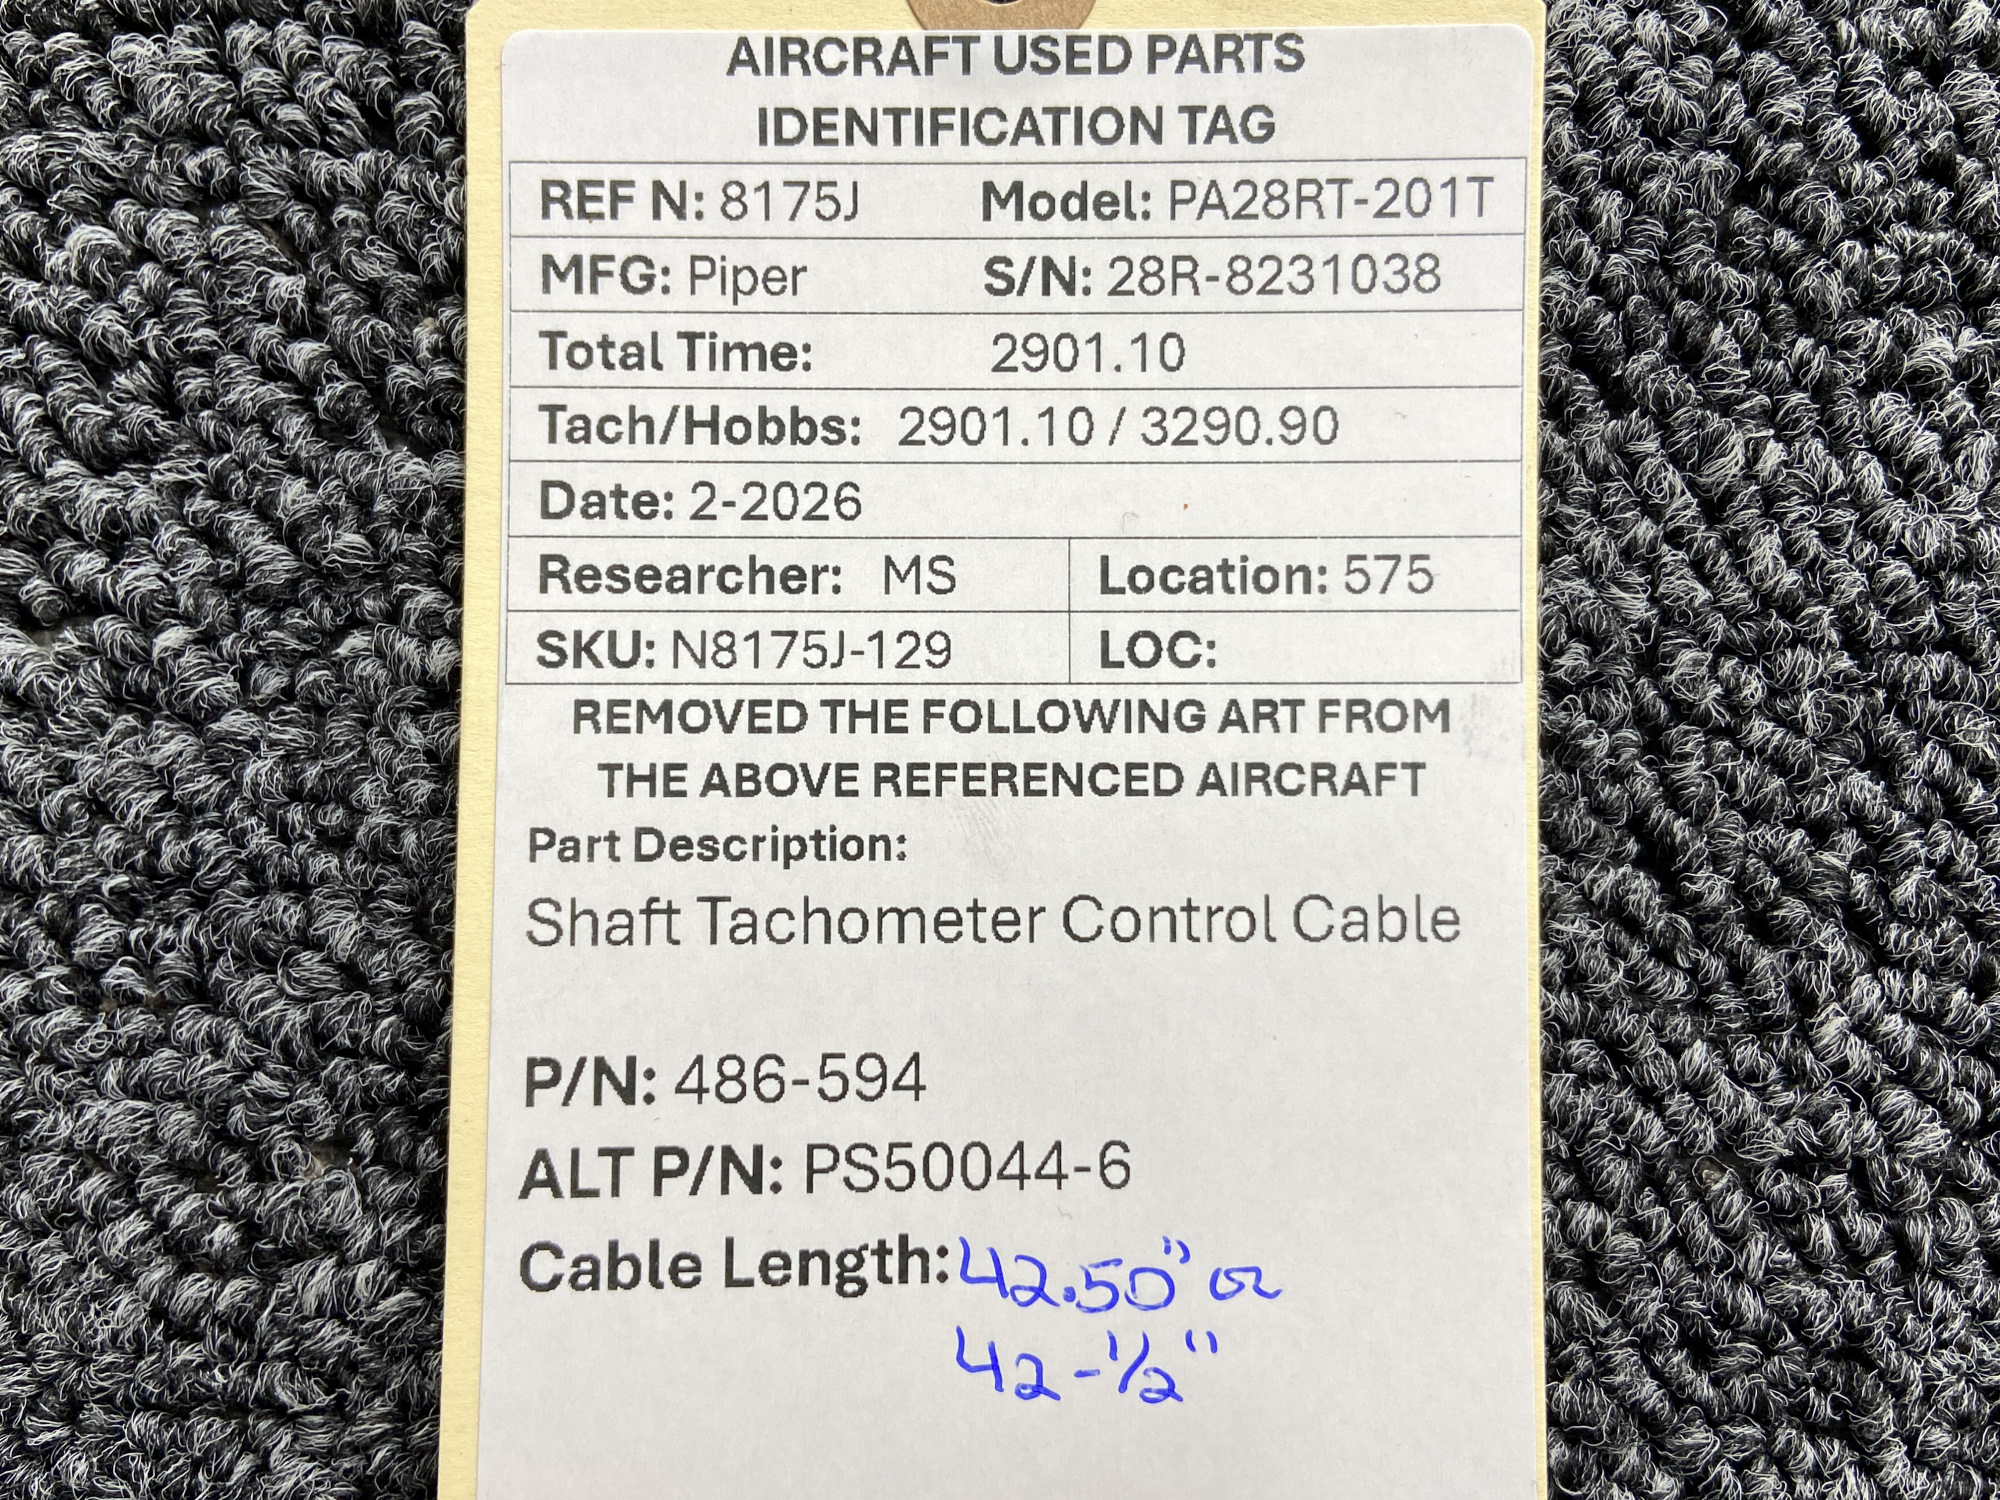 AIRCRAFT USED PARTS
IDENTIFICATION TAG
REF N: 8175J Model: PA28RT-201T
MFG: Piper S/N: 28R-8231038
Total Time: 2901.10
Tach/Hobbs: 2901.10 / 3290.90
Date: 2-2026
Researcher: MS Location: 575
SKU: N8175J-129 LOC:
REMOVED THE FOLLOWING ART FROM
THE ABOVE REFERENCED AIRCRAFT
Part Description:
Shaft Tachometer Control Cable
P/N: 486-594
ALT P/N: PS50044-6
Cable Length: 42.50" or
42-1/2"